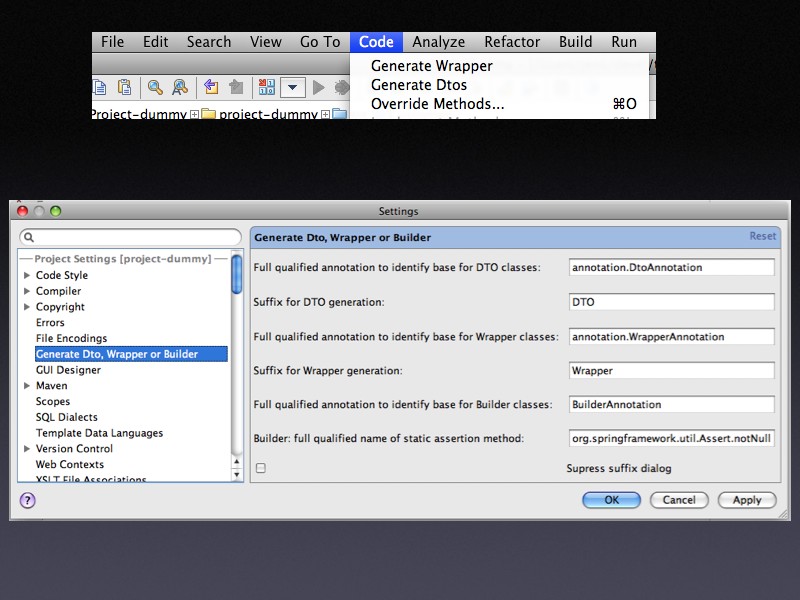 File Edit Search View Go To Code Analyze Refactor Build Run
Generate Wrapper
Generate Dtos
Override Methods... ⌘O
Project-dummy project-dummy
Settings
Generate Dto, Wrapper or Builder Reset
Project Settings [project-dummy]
Code Style
Compiler
Copyright
Errors
File Encodings
Generate Dto, Wrapper or Builder
GUI Designer
Maven
Scopes
SQL Dialects
Template Data Languages
Version Control
Web Contexts
XSLT File Associations
Full qualified annotation to identify base for DTO classes: annotation.DtoAnnotation
Suffix for DTO generation: DTO
Full qualified annotation to identify base for Wrapper classes: annotation.WrapperAnnotation
Suffix for Wrapper generation: Wrapper
Full qualified annotation to identify base for Builder classes: BuilderAnnotation
Builder: full qualified name of static assertion method: org.springframework.util.Assert.notNull
Supress suffix dialog
? OK Cancel Apply